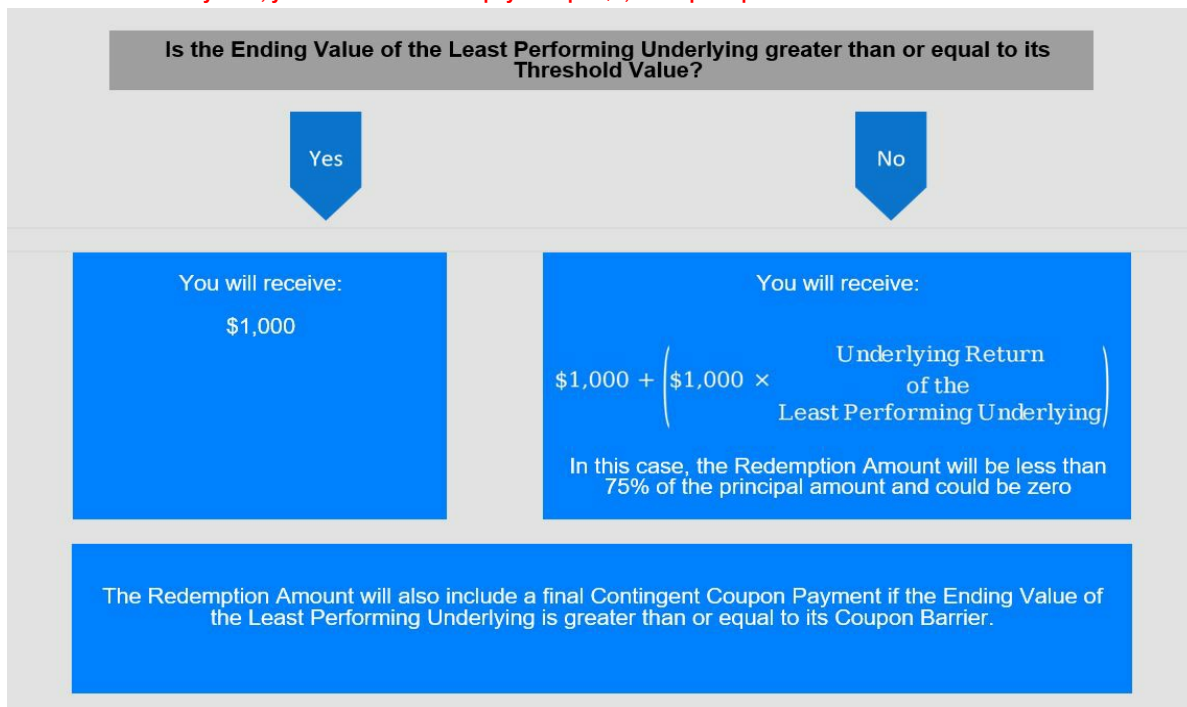 Is the Ending Value of the Least Performing Underlying greater than or equal to its
Threshold Value?
Yes
No
You will receive:
$1,000
You will receive:
$1,000 + ($1,000 × Underlying Return
of the
Least Performing Underlying)
In this case, the Redemption Amount will be less than
75% of the principal amount and could be zero
The Redemption Amount will also include a final Contingent Coupon Payment if the Ending Value of
the Least Performing Underlying is greater than or equal to its Coupon Barrier.